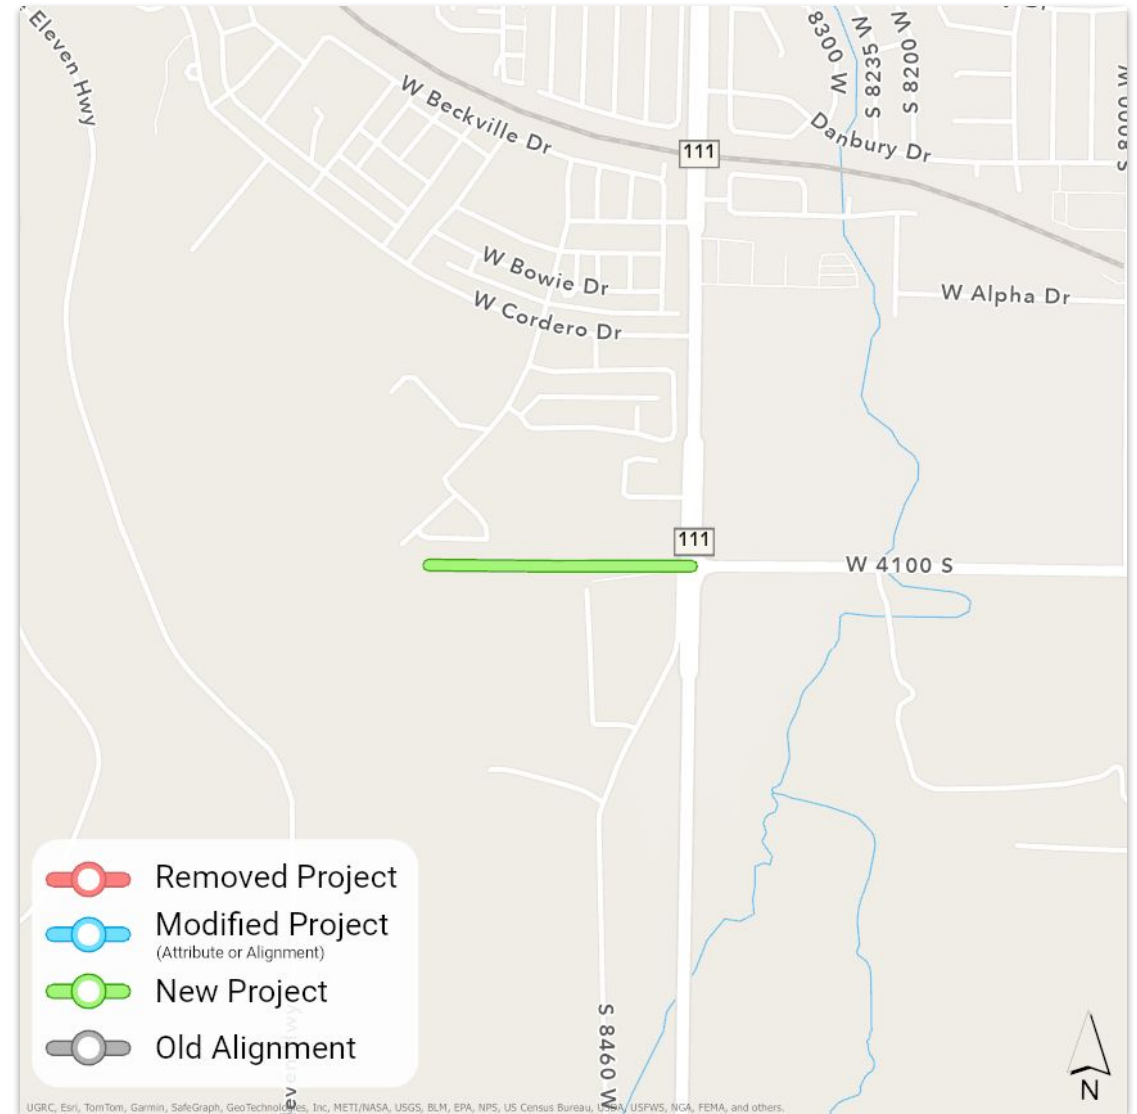 Eleven Hwy
8300 W
S 8235 W
S 8200 W
S 8000 W
W Beckville Dr
Danbury Dr
111
W Bowie Dr
W Alpha Dr
W Cordero Dr
111
W 4100 S
Removed Project
Modified Project
(Attribute or Alignment)
New Project
Old Alignment
S 8460 W
N
UGRC, Esri, TomTom, Garmin, SafeGraph, GeoTechnologies, Inc, METI/NASA, USGS, BLM, EPA, NPS, US Census Bureau, USDA, USFWS, NGA, FEMA, and others.